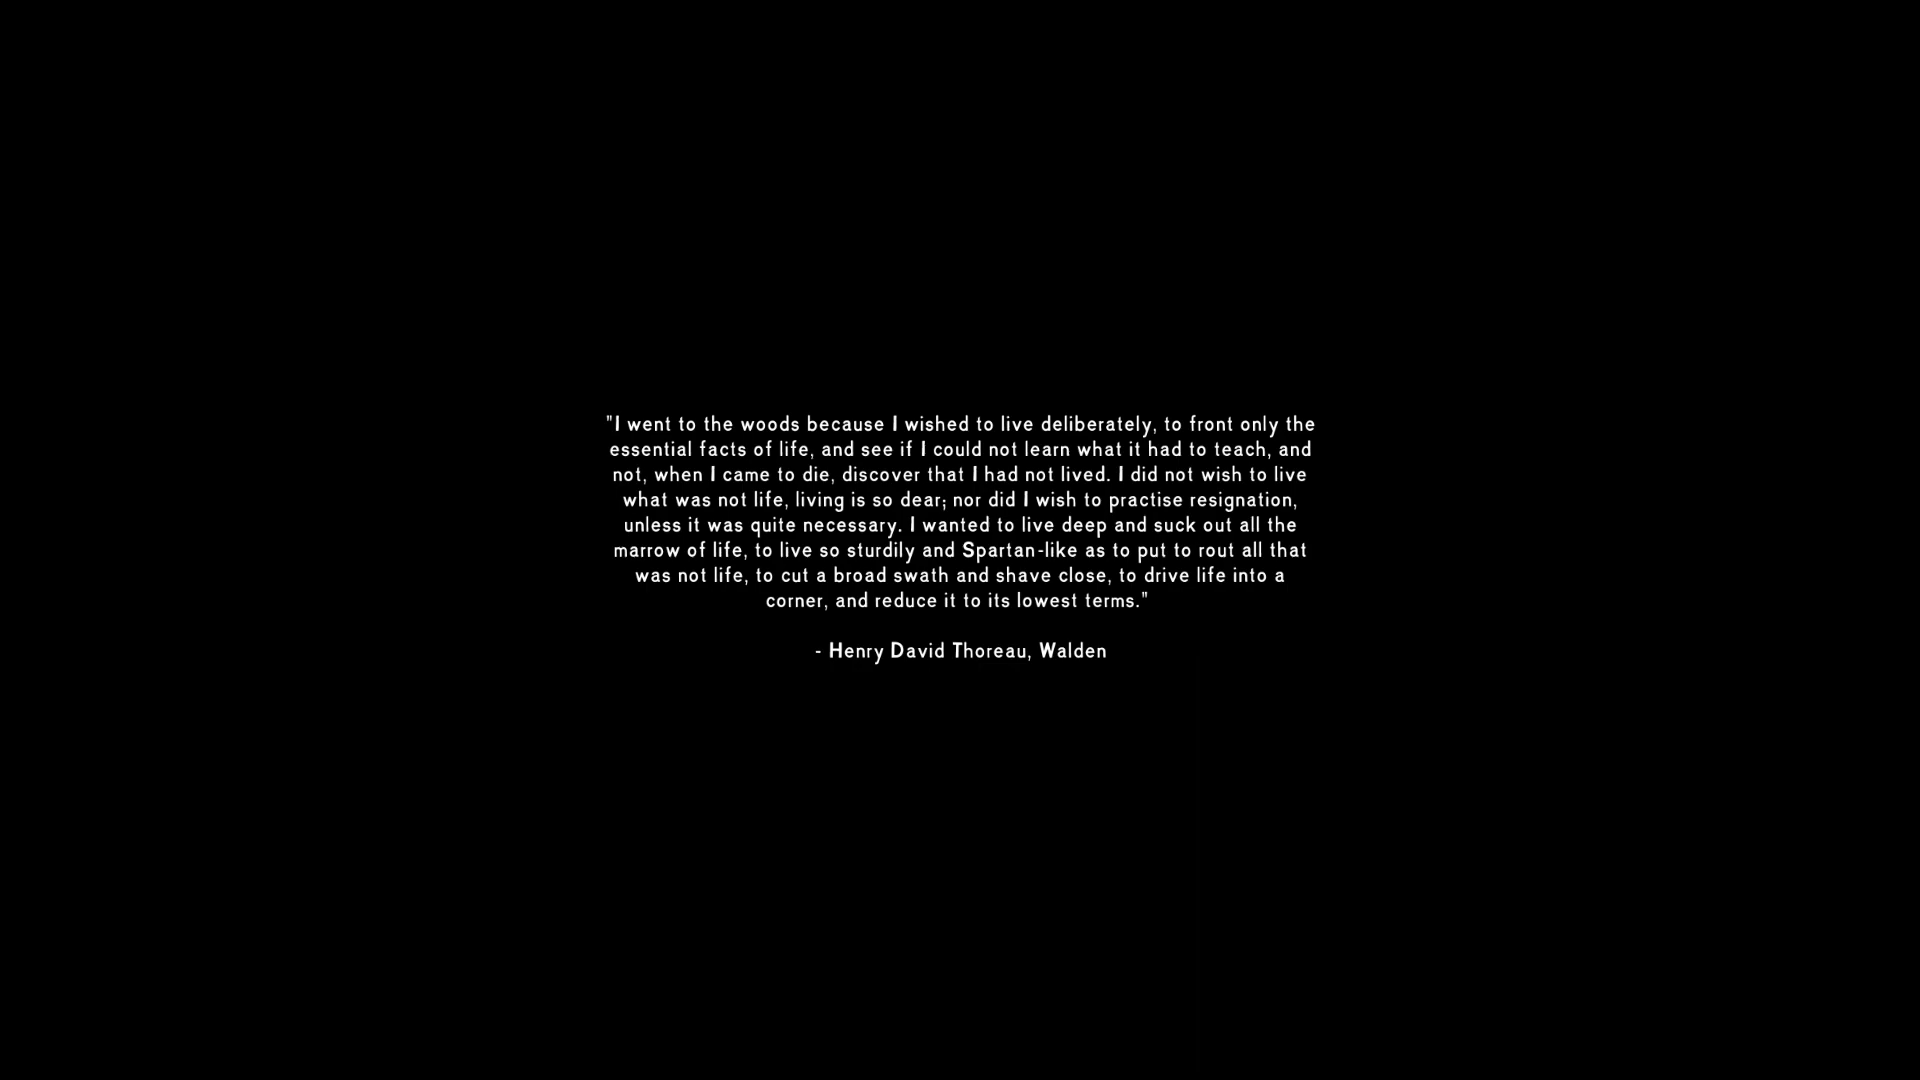 "I went to the woods because I wished to live deliberately, to front only the
essential facts of life, and see if I could not learn what it had to teach, and
not, when I came to die, discover that I had not lived. I did not wish to live
what was not life, living is so dear; nor did I wish to practise resignation,
unless it was quite necessary. I wanted to live deep and suck out all the
marrow of life, to live so sturdily and Spartan-like as to put to rout all that
was not life, to cut a broad swath and shave close, to drive life into a
corner, and reduce it to its lowest terms."
- Henry David Thoreau, Walden